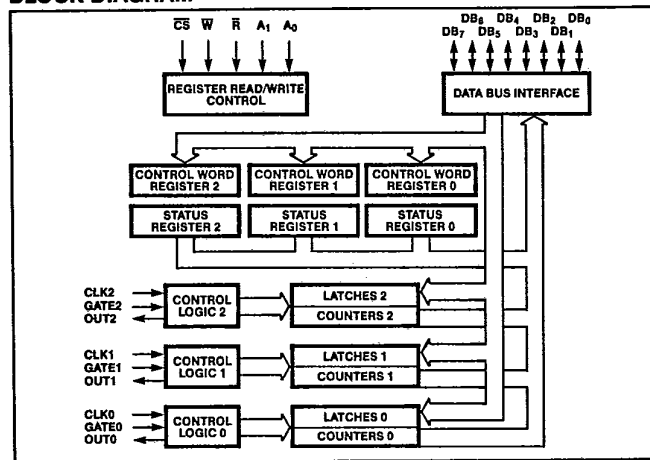 BLOCK DIAGRAM
CS W R A1 A0
DB6 DB4 DB2 DB0
DB7 DB5 DB3 DB1
REGISTER READ/WRITE
CONTROL
DATA BUS INTERFACE
CONTROL WORD
REGISTER 2
CONTROL WORD
REGISTER 1
CONTROL WORD
REGISTER 0
STATUS
REGISTER 2
STATUS
REGISTER 1
STATUS
REGISTER 0
CLK2
GATE2
OUT2
CONTROL
LOGIC 2
LATCHES 2
COUNTERS 2
CLK1
GATE1
OUT1
CONTROL
LOGIC 1
LATCHES 1
COUNTERS 1
CLK0
GATE0
OUT0
CONTROL
LOGIC 0
LATCHES 0
COUNTERS 0